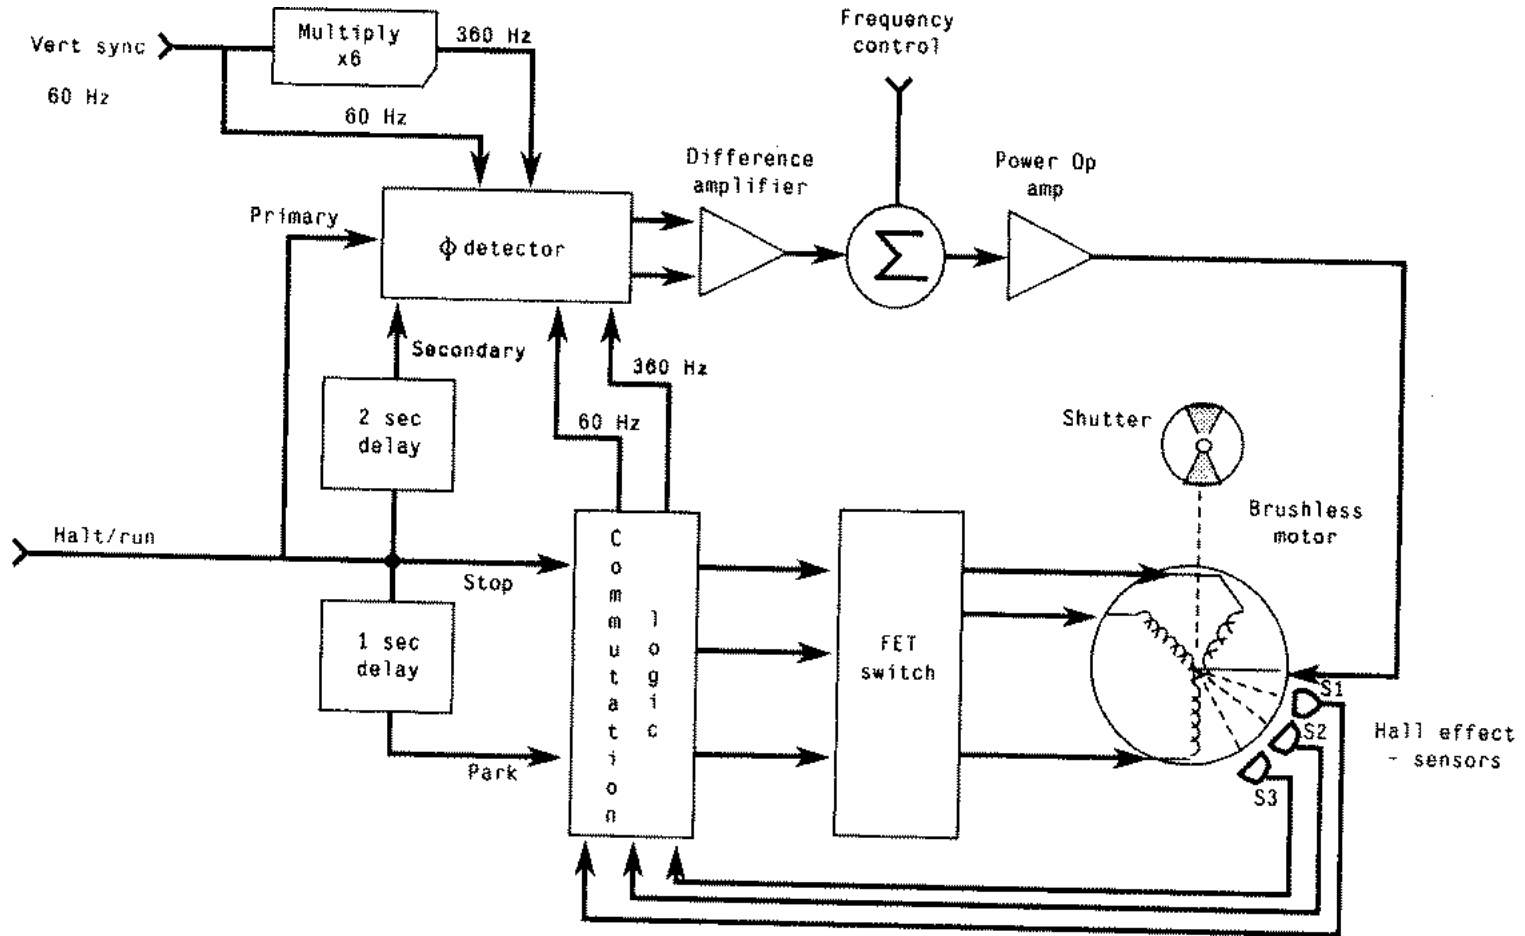 Vert sync
60 Hz
Multiply
x6
360 Hz
60 Hz
Frequency
control
Difference
amplifier
Power Op
amp
Primary
ϕ detector
Σ
Secondary
360 Hz
60 Hz
2 sec
delay
Shutter
Brushless
motor
Halt/run
Stop
1 sec
delay
Park
Commutation
logic
FET
switch
S1
S2
S3
Hall effect
- sensors